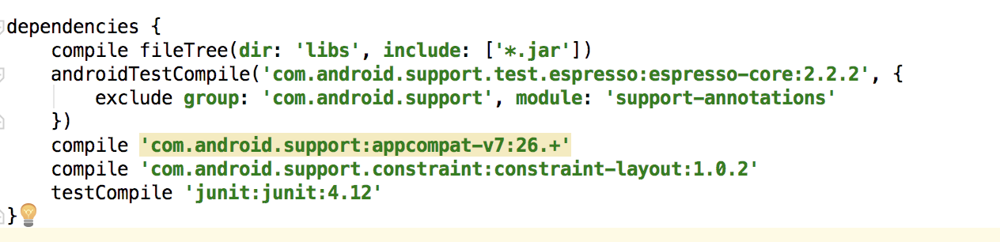 dependencies {
    compile fileTree(dir: 'libs', include: ['*.jar'])
    androidTestCompile('com.android.support.test.espresso:espresso-core:2.2.2', {
        exclude group: 'com.android.support', module: 'support-annotations'
    })
    compile 'com.android.support:appcompat-v7:26.+'
    compile 'com.android.support.constraint:constraint-layout:1.0.2'
    testCompile 'junit:junit:4.12'
}